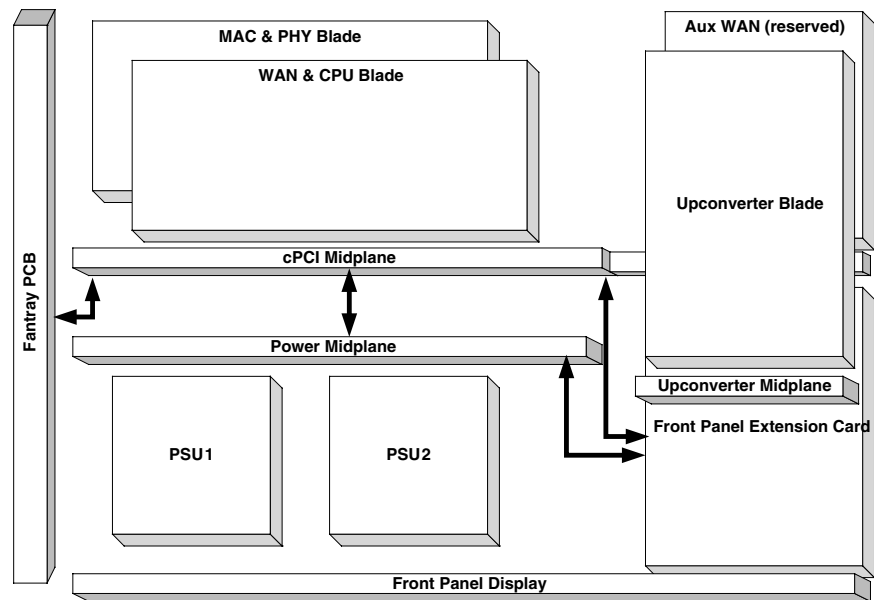 MAC & PHY Blade
Aux WAN (reserved)
WAN & CPU Blade
Upconverter Blade
cPCI Midplane
Fantray PCB
Power Midplane
Upconverter Midplane
Front Panel Extension Card
PSU1
PSU2
Front Panel Display